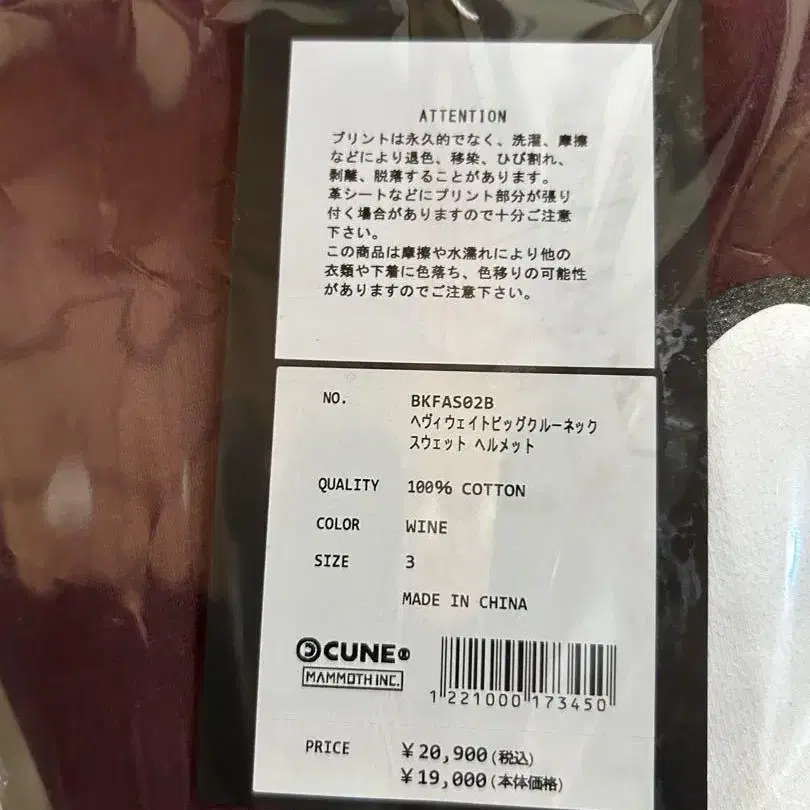 ATTENTION
プリントは永久的でなく、洗濯、摩擦
などにより退色、移染、ひび割れ、
剥離、脱落することがあります。
革シートなどにプリント部分が張り
付く場合がありますので十分ご注意
下さい。
この商品は摩擦や水濡れにより他の
衣類や下着に色落ち、色移りの可能性
がありますのでご注意下さい。
NO. BKFAS02B
ヘヴィウェイトビッグクルーネック
スウェット ヘルメット
QUALITY 100% COTTON
COLOR WINE
SIZE 3
MADE IN CHINA
CUNE®
MAMMOTH INC.
1221000173450
PRICE ¥20,900(税込)
¥19,000(本体価格)